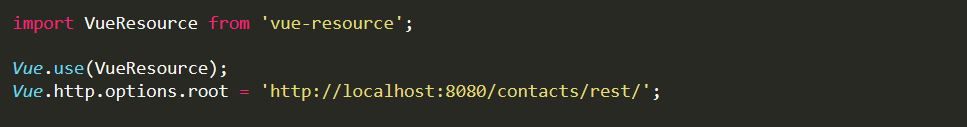 import VueResource from 'vue-resource';
Vue.use(VueResource);
Vue.http.options.root = 'http://localhost:8080/contacts/rest/';